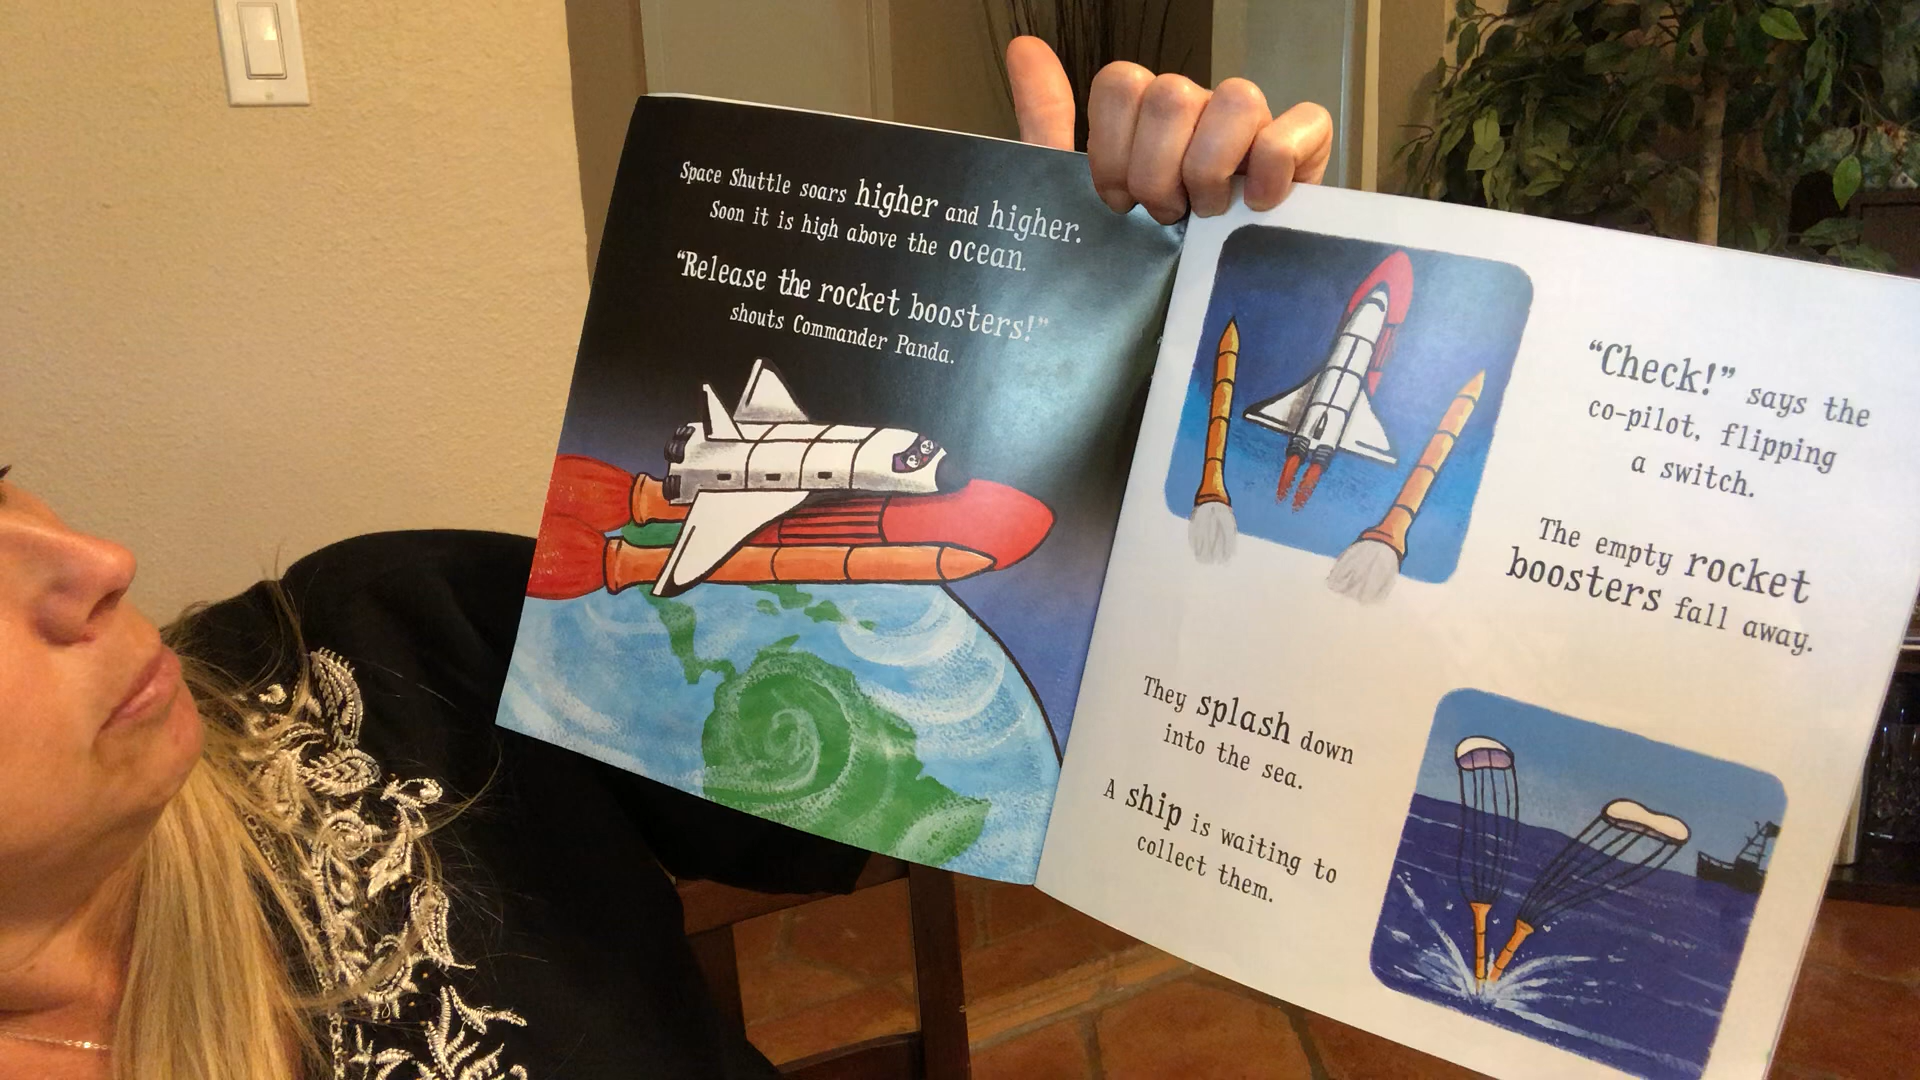 Space Shuttle soars higher and higher.
Soon it is high above the ocean.
“Release the rocket boosters!”
shouts Commander Panda.
“Check!” says the
co-pilot, flipping
a switch.
The empty rocket
boosters fall away.
They splash down
into the sea.
A ship is waiting to
collect them.